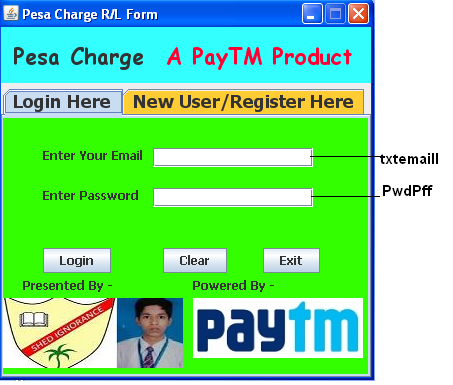 Pesa Charge R/L Form
Pesa Charge A PayTM Product
Login Here New User/Register Here
Enter Your Email txtemaill
Enter Password PwdPff
Login Clear Exit
Presented By - Powered By -
SHED IGNORANCE paytm